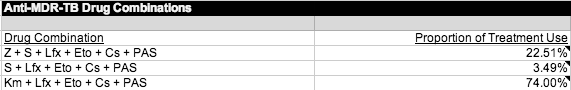 Anti-MDR-TB Drug Combinations
Drug Combination Proportion of Treatment Use
Z + S + Lfx + Eto + Cs + PAS 22.51%
S + Lfx + Eto + Cs + PAS 3.49%
Km + Lfx + Eto + Cs + PAS 74.00%